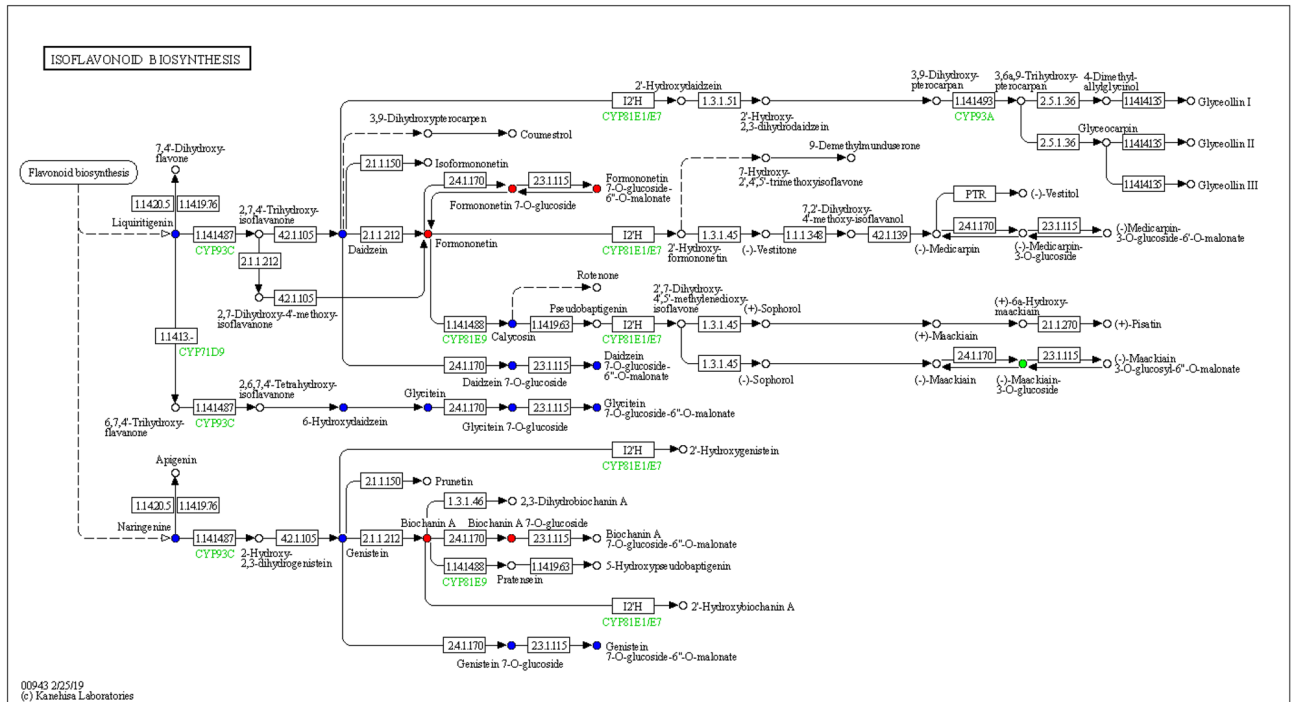 ISOFLAVONOID BIOSYNTHESIS
Flavonoid biosynthesis
7,4'-Dihydroxy-
flavone
1.14.20.5
1.14.19.76
Liquiritigenin
1.14.14.87
CYP93C
2,7,4'-Trihydroxy-
isoflavanone
4.2.1.105
2.1.1.212
2,7-Dihydroxy-4'-methoxy-
isoflavanone
4.2.1.105
Daidzein
3,9-Dihydroxypterocarpen
Coumestrol
2.1.1.150
Isoformononetin
2.1.1.212
Formononetin
2.4.1.170
Formononetin 7-O-glucoside
2.3.1.115
Formononetin
7-O-glucoside-
6''-O-malonate
2'-Hydroxydaidzein
I2'H
CYP81E1/E7
1.3.1.51
2'-Hydroxy-
2,3-dihydrodaidzein
3,9-Dihydroxy-
pterocarpan
1.14.14.93
CYP93A
3,6a,9-Trihydroxy-
pterocarpan
2.5.1.36
4-Dimethyl-
allylglycinol
1.14.14.135
Glyceollin I
2.5.1.36
Glyceocarpin
1.14.14.135
Glyceollin II
1.14.14.135
Glyceollin III
9-Demethylmunduserone
7-Hydroxy-
2',4',5'-trimethoxyisoflavone
I2'H
CYP81E1/E7
2'-Hydroxy-
formononetin
1.3.1.45
(-)-Vestitone
1.1.1.348
7,2'-Dihydroxy-
4'-methoxy-isoflavanol
4.2.1.139
(-)-Medicarpin
PTR
(-)-Vestitol
2.4.1.170
(-)-Medicarpin-
3-O-glucoside
2.3.1.115
(-)-Medicarpin-
3-O-glucoside-6'-O-malonate
Rotenone
1.14.14.88
CYP81E9
Calycosin
1.14.19.63
Pseudobaptigenin
I2'H
CYP81E1/E7
2',7-Dihydroxy-
4',5'-methylenedioxy-
isoflavone
1.3.1.45
(+)-Sophorol
(+)-Maackiain
(+)-6a-Hydroxy-
maackiain
2.1.1.270
(+)-Pisatin
1.3.1.45
(-)-Sophorol
(-)-Maackiain
2.4.1.170
(-)-Maackiain-
3-O-glucoside
2.3.1.115
(-)-Maackiain
3-O-glucosyl-6''-O-malonate
1.14.13.-
CYP71D9
2.4.1.170
Daidzein 7-O-glucoside
2.3.1.115
Daidzein
7-O-glucoside-
6''-O-malonate
6,7,4'-Trihydroxy-
flavanone
1.14.14.87
CYP93C
2,6,7,4'-Tetrahydroxy-
isoflavanone
6-Hydroxydaidzein
Glycitein
2.4.1.170
Glycitein 7-O-glucoside
2.3.1.115
Glycitein
7-O-glucoside-6''-O-malonate
Apigenin
1.14.20.5
1.14.19.76
Naringenine
1.14.14.87
CYP93C
2-Hydroxy-
2,3-dihydrogenistein
4.2.1.105
Genistein
I2'H
CYP81E1/E7
2'-Hydroxygenistein
2.1.1.150
Prunetin
1.3.1.46
2,3-Dihydrobiochanin A
2.1.1.212
Biochanin A
2.4.1.170
Biochanin A 7-O-glucoside
2.3.1.115
Biochanin A
7-O-glucoside-6''-O-malonate
1.14.14.88
CYP81E9
Pratensein
1.14.19.63
5-Hydroxypseudobaptigenin
I2'H
CYP81E1/E7
2'-Hydroxybiochanin A
2.4.1.170
Genistein 7-O-glucoside
2.3.1.115
Genistein
7-O-glucoside-6''-O-malonate
00943 2/25/19
(c) Kanehisa Laboratories